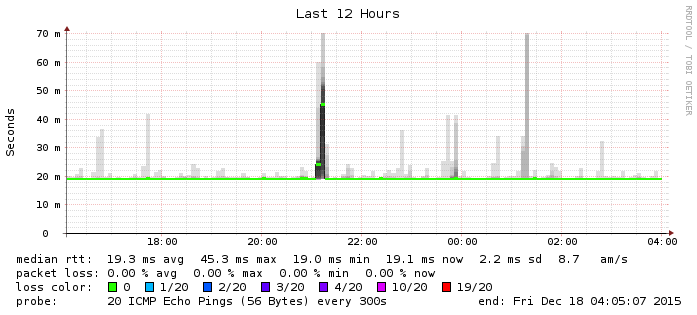 Last 12 Hours
RRDTOOL / TOBI OETIKER
70 m
60 m
50 m
40 m
30 m
20 m
10 m
0
Seconds
18:00 20:00 22:00 00:00 02:00 04:00
median rtt: 19.3 ms avg 45.3 ms max 19.0 ms min 19.1 ms now 2.2 ms sd 8.7 am/s
packet loss: 0.00 % avg 0.00 % max 0.00 % min 0.00 % now
loss color: 0 1/20 2/20 3/20 4/20 10/20 19/20
probe: 20 ICMP Echo Pings (56 Bytes) every 300s end: Fri Dec 18 04:05:07 2015